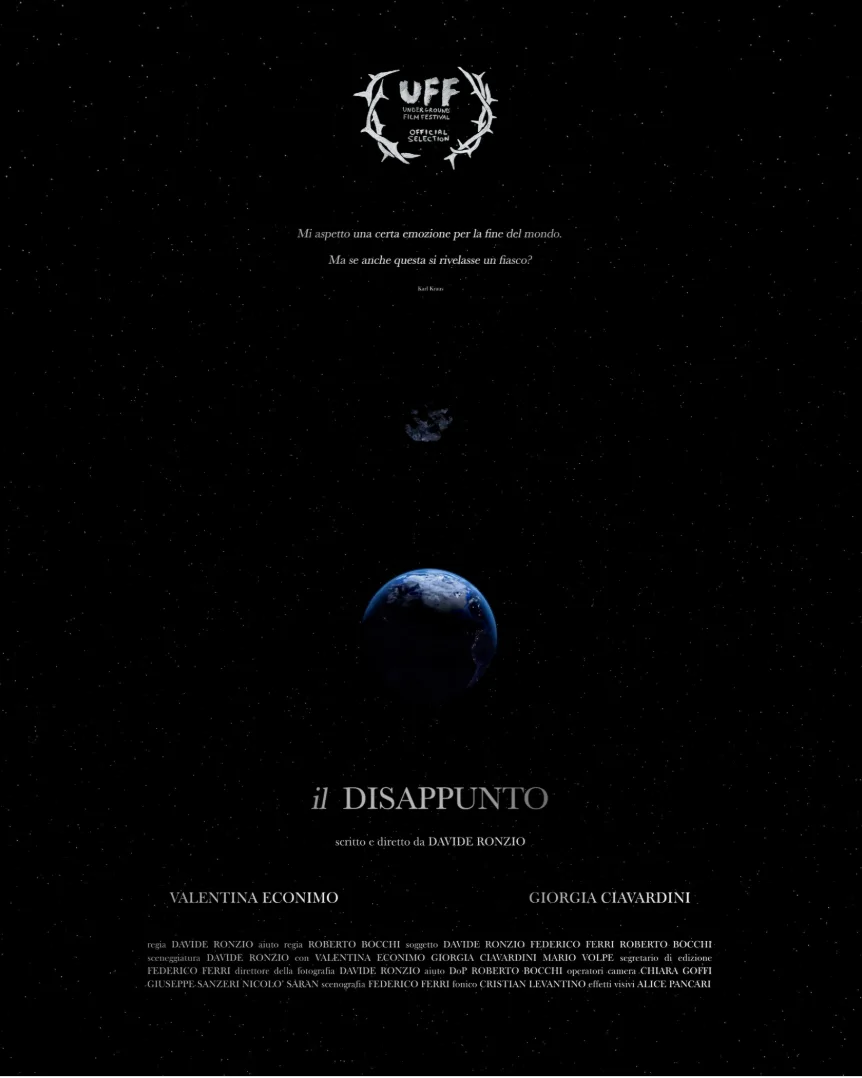 UFF
UNDERGROUND
FILM FESTIVAL
OFFICIAL
SELECTION
Mi aspetto una certa emozione per la fine del mondo.
Ma se anche questa si rivelasse un fiasco?
Karl Kraus
il DISAPPUNTO
scritto e diretto da DAVIDE RONZIO
VALENTINA ECONIMO GIORGIA CIAVARDINI
regia DAVIDE RONZIO aiuto regia ROBERTO BOCCHI soggetto DAVIDE RONZIO FEDERICO FERRI ROBERTO BOCCHI
sceneggiatura DAVIDE RONZIO con VALENTINA ECONIMO GIORGIA CIAVARDINI MARIO VOLPE segretario di edizione
FEDERICO FERRI direttore della fotografia DAVIDE RONZIO aiuto DoP ROBERTO BOCCHI operatori camera CHIARA GOFFI
GIUSEPPE SANZERI NICOLO' SARAN scenografia FEDERICO FERRI fonico CRISTIAN LEVANTINO effetti visivi ALICE PANCARI